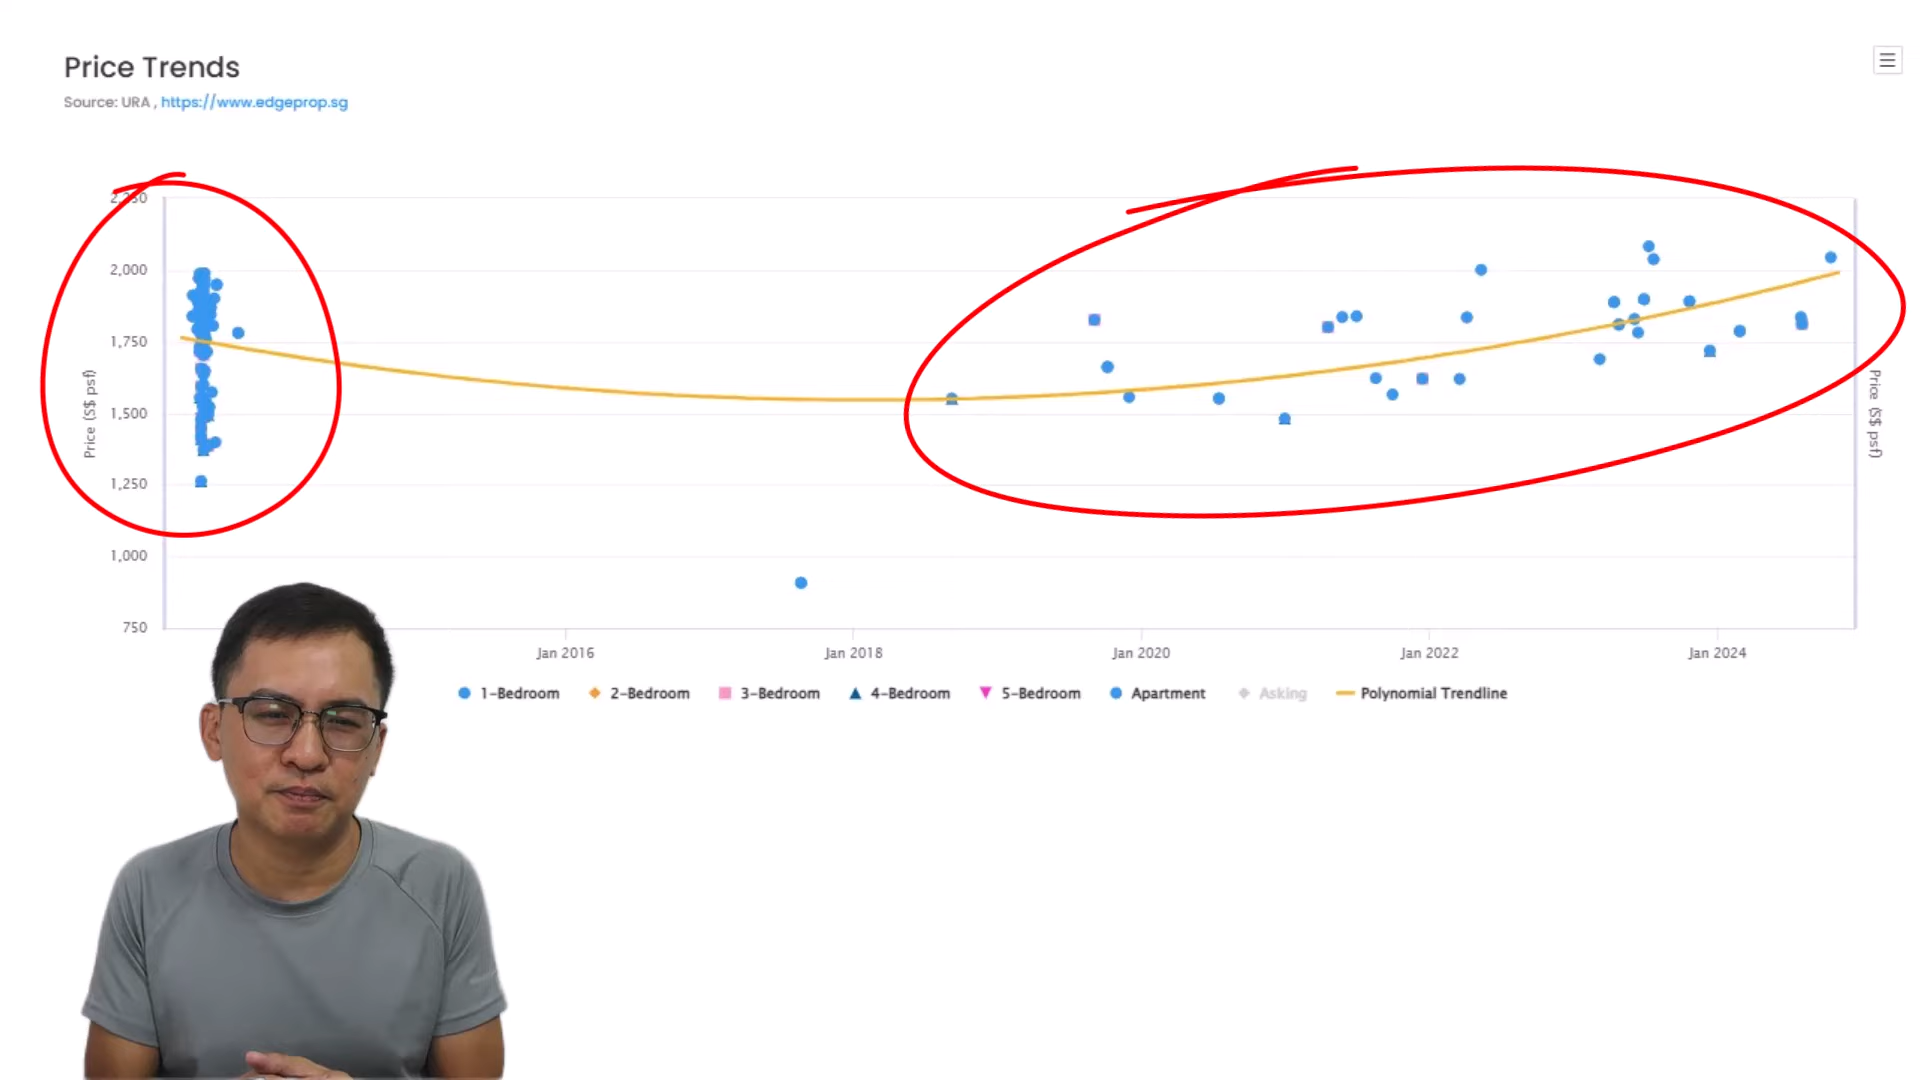 Price Trends
Source: URA , https://www.edgeprop.sg
2,250
2,000
1,750
1,500
1,250
1,000
750
Price (S$ psf)
Price (S$ psf)
Jan 2016 Jan 2018 Jan 2020 Jan 2022 Jan 2024
1-Bedroom 2-Bedroom 3-Bedroom 4-Bedroom 5-Bedroom Apartment Asking Polynomial Trendline